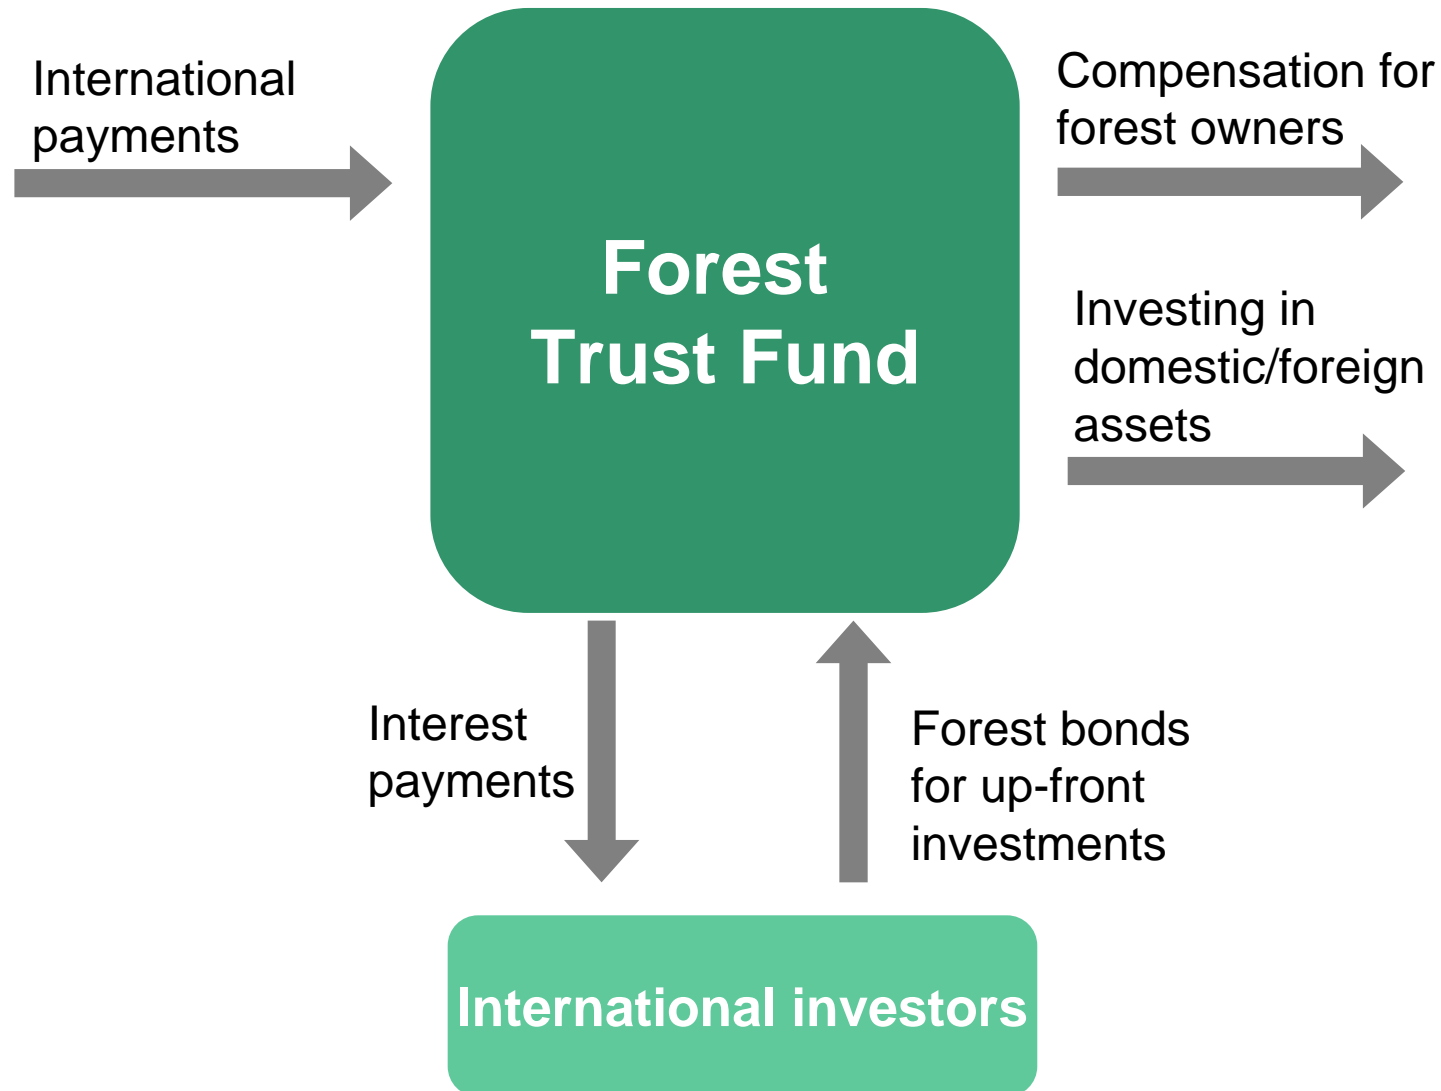 International
payments
Compensation for
forest owners
Forest
Trust Fund
Investing in
domestic/foreign
assets
Interest
payments
Forest bonds
for up-front
investments
International investors